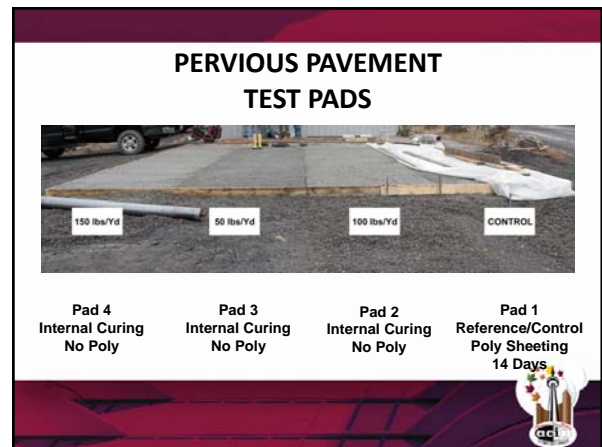 PERVIOUS PAVEMENT
TEST PADS
150 lbs/Yd
50 lbs/Yd
100 lbs/Yd
CONTROL
Pad 4
Internal Curing
No Poly
Pad 3
Internal Curing
No Poly
Pad 2
Internal Curing
No Poly
Pad 1
Reference/Control
Poly Sheeting
14 Days